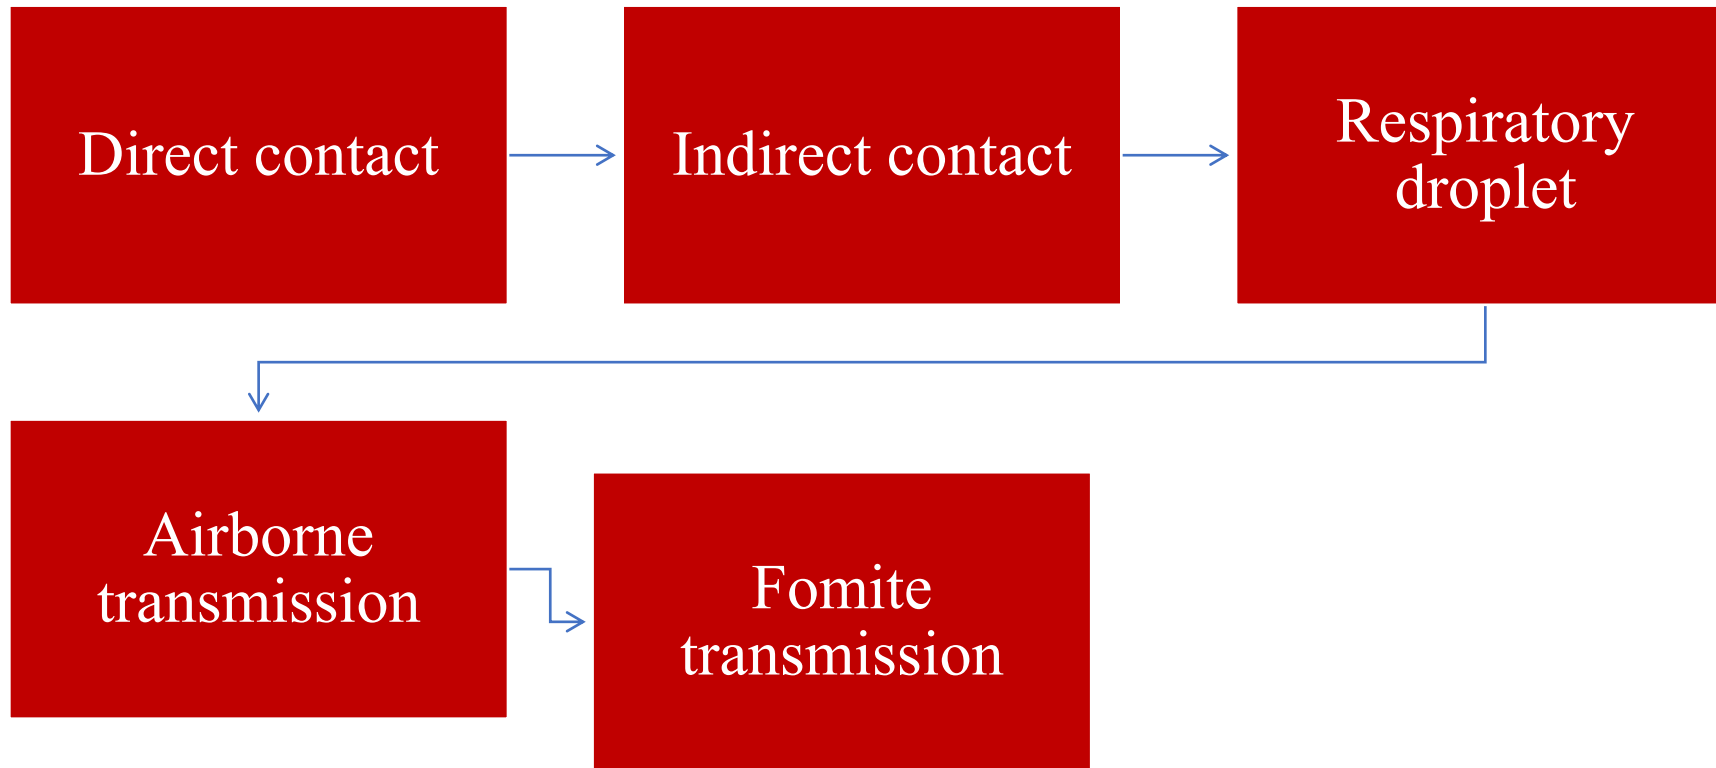 Direct contact
Indirect contact
Respiratory
droplet
Airborne
transmission
Fomite
transmission